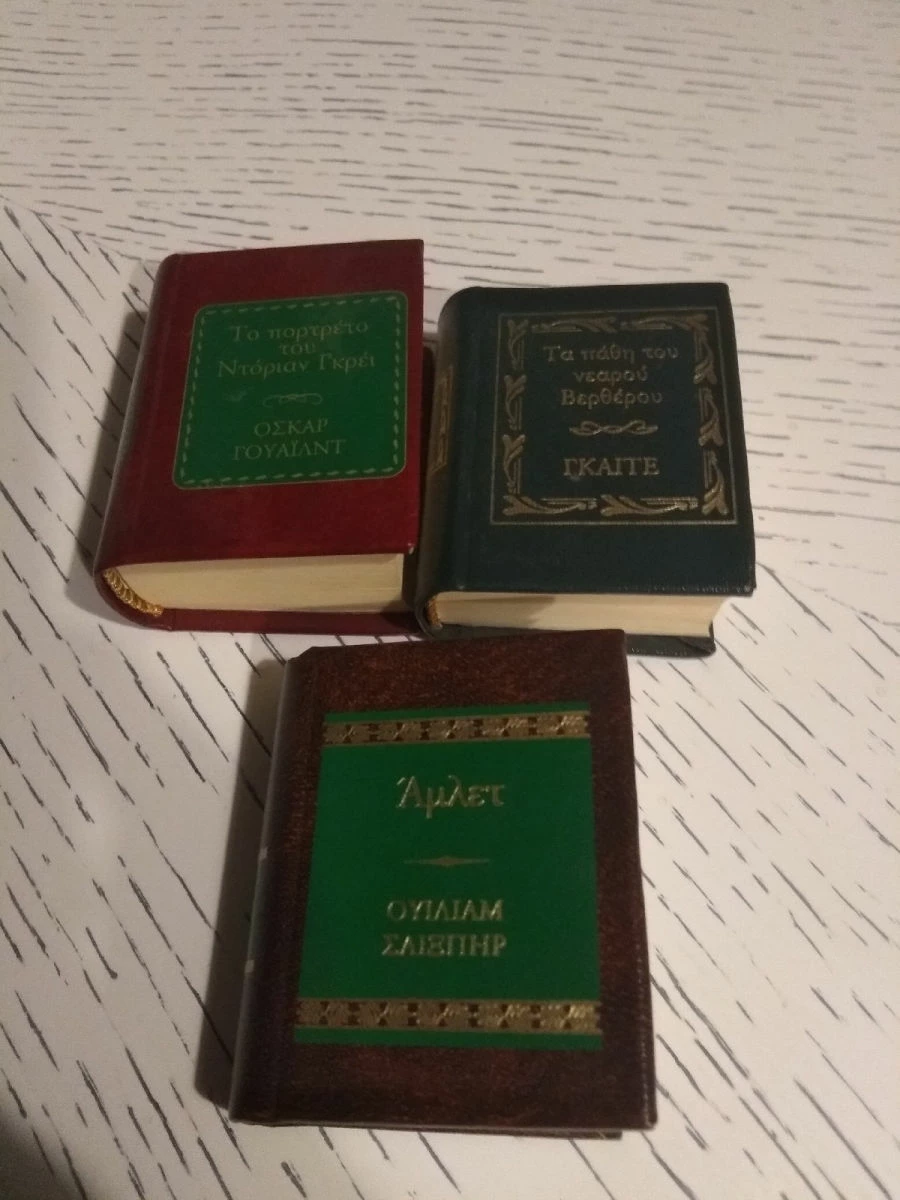 Το πορτρέτο
του
Ντόριαν Γκρέι
ΟΣΚΑΡ
ΓΟΥΑΪΛΝΤ
Τα πάθη του
νεαρού
Βερθέρου
ΓΚΑΙΤΕ
Άμλετ
ΟΥΙΛΙΑΜ
ΣΑΙΞΠΗΡ